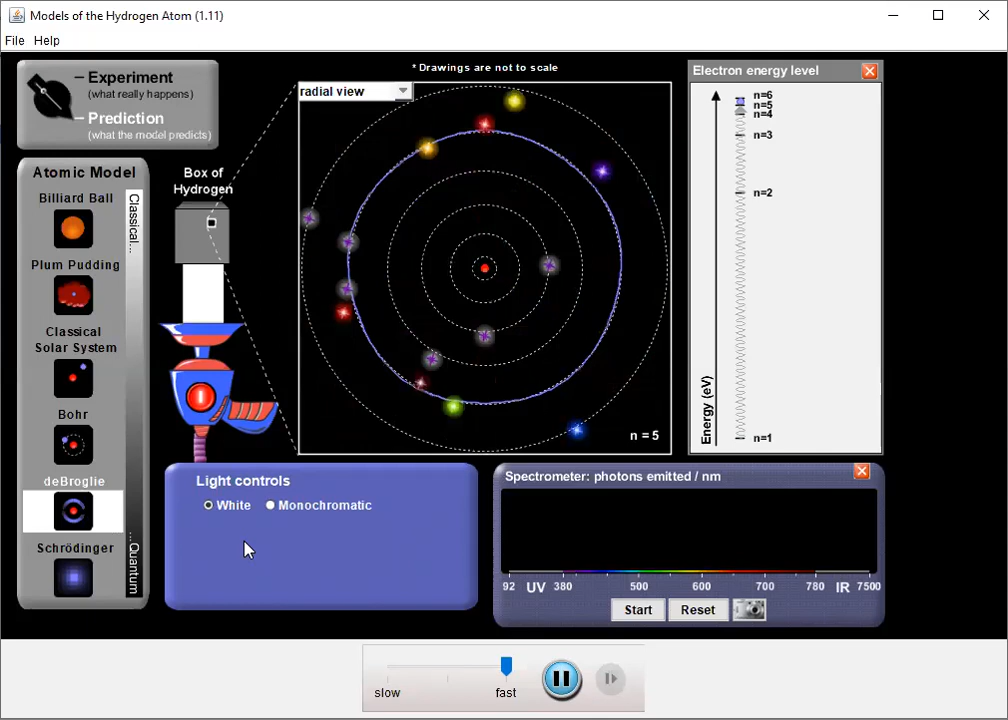 Models of the Hydrogen Atom (1.11)
File Help
Experiment
(what really happens)
Prediction
(what the model predicts)
Atomic Model
Billiard Ball
Plum Pudding
Classical
Solar System
Bohr
deBroglie
Schrödinger
Classical...
...Quantum
Box of
Hydrogen
* Drawings are not to scale
radial view
n = 5
Electron energy level
n=6
n=5
n=4
n=3
n=2
n=1
Energy (eV)
Light controls
White Monochromatic
Spectrometer: photons emitted / nm
92 UV 380 500 600 700 780 IR 7500
Start Reset
slow fast